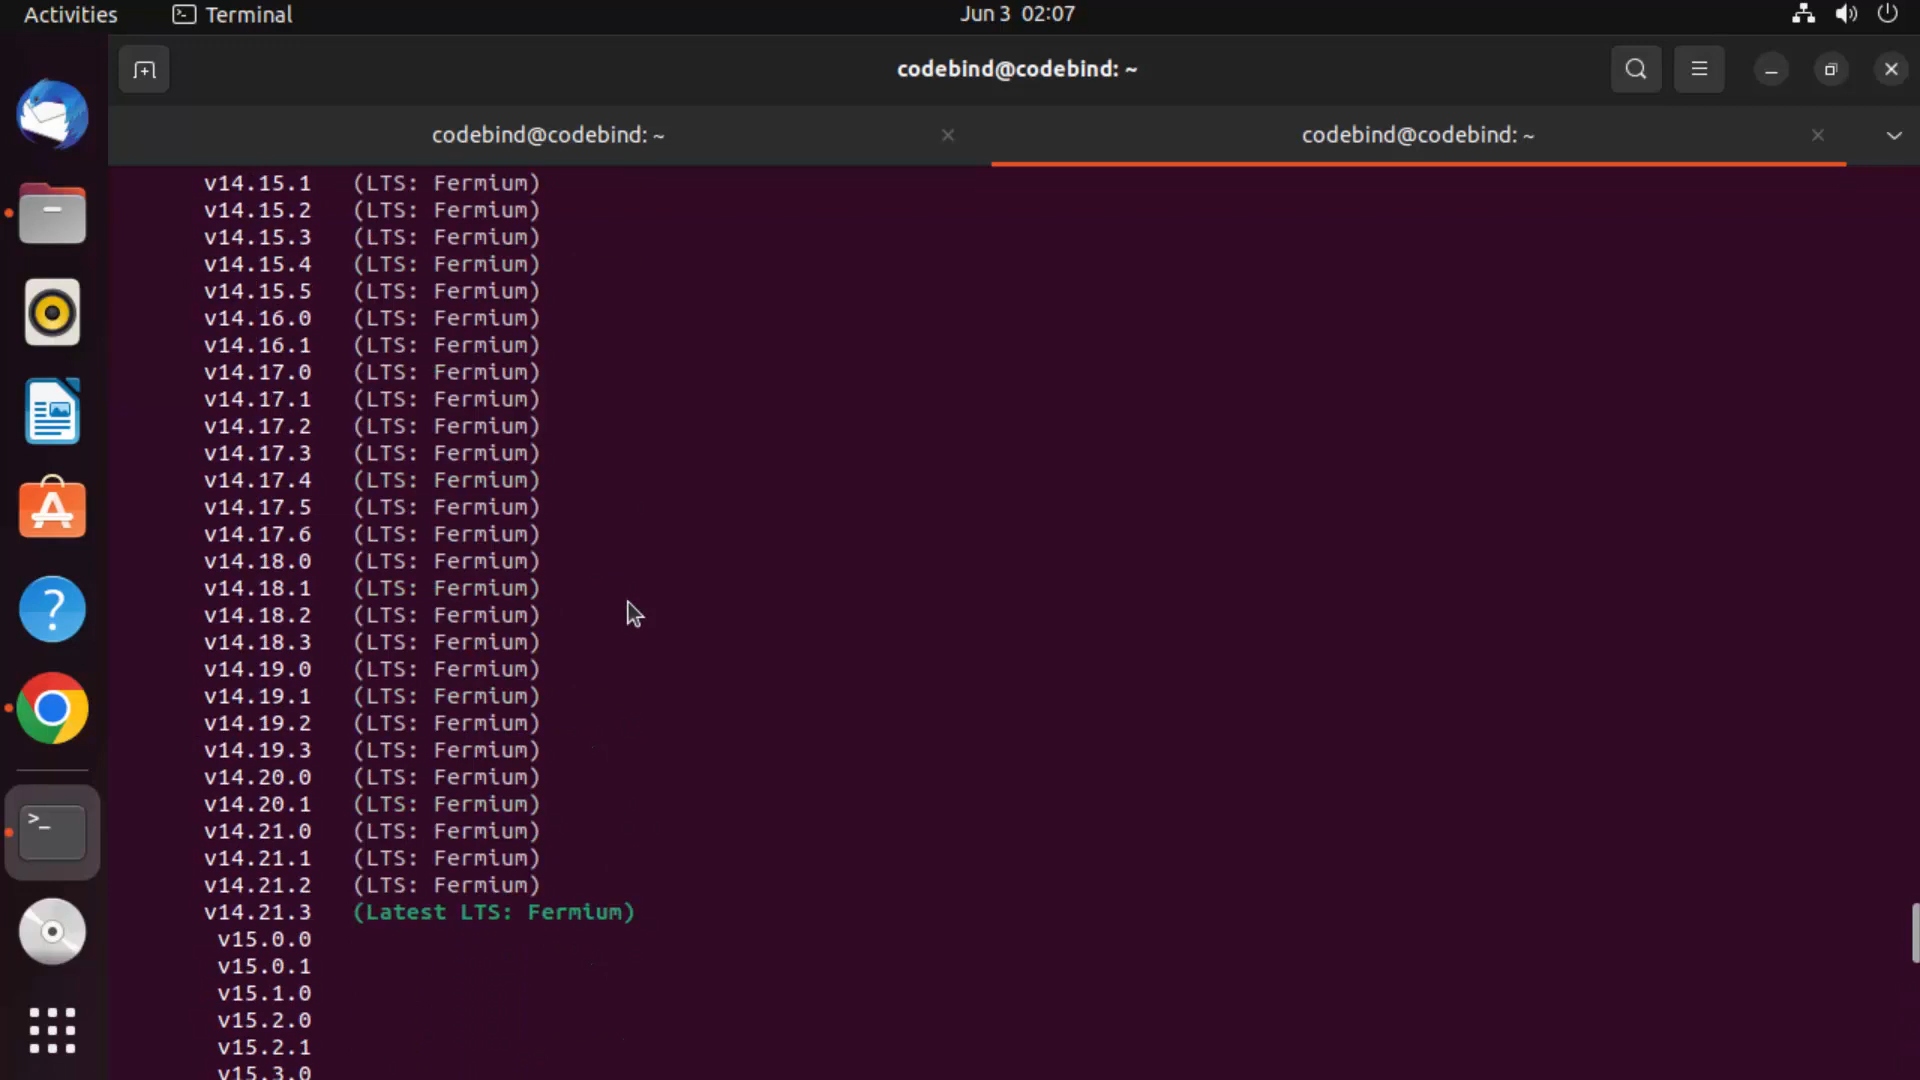 Activities Terminal Jun 3 02:07
codebind@codebind: ~
codebind@codebind: ~ codebind@codebind: ~
v14.15.1 (LTS: Fermium)
v14.15.2 (LTS: Fermium)
v14.15.3 (LTS: Fermium)
v14.15.4 (LTS: Fermium)
v14.15.5 (LTS: Fermium)
v14.16.0 (LTS: Fermium)
v14.16.1 (LTS: Fermium)
v14.17.0 (LTS: Fermium)
v14.17.1 (LTS: Fermium)
v14.17.2 (LTS: Fermium)
v14.17.3 (LTS: Fermium)
v14.17.4 (LTS: Fermium)
v14.17.5 (LTS: Fermium)
v14.17.6 (LTS: Fermium)
v14.18.0 (LTS: Fermium)
v14.18.1 (LTS: Fermium)
v14.18.2 (LTS: Fermium)
v14.18.3 (LTS: Fermium)
v14.19.0 (LTS: Fermium)
v14.19.1 (LTS: Fermium)
v14.19.2 (LTS: Fermium)
v14.19.3 (LTS: Fermium)
v14.20.0 (LTS: Fermium)
v14.20.1 (LTS: Fermium)
v14.21.0 (LTS: Fermium)
v14.21.1 (LTS: Fermium)
v14.21.2 (LTS: Fermium)
v14.21.3 (Latest LTS: Fermium)
v15.0.0
v15.0.1
v15.1.0
v15.2.0
v15.2.1
v15.3.0